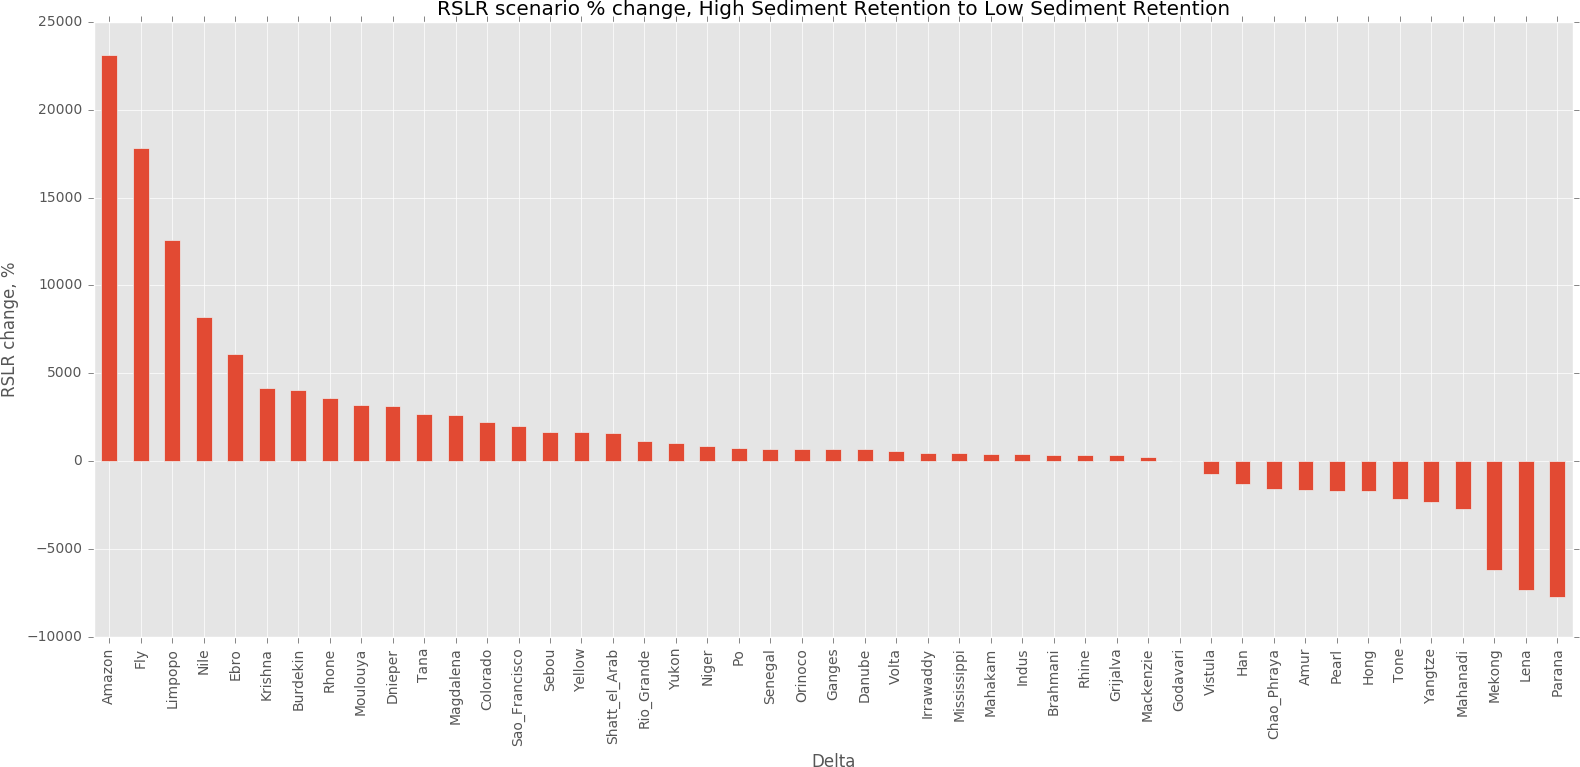 RSLR scenario % change, High Sediment Retention to Low Sediment Retention
25000
20000
15000
10000
5000
0
−5000
−10000
RSLR change, %
Amazon
Fly
Limpopo
Nile
Ebro
Krishna
Burdekin
Rhone
Moulouya
Dnieper
Tana
Magdalena
Colorado
Sao_Francisco
Sebou
Yellow
Shatt_el_Arab
Rio_Grande
Yukon
Niger
Po
Senegal
Orinoco
Ganges
Danube
Volta
Irrawaddy
Mississippi
Mahakam
Indus
Brahmani
Rhine
Grijalva
Mackenzie
Godavari
Vistula
Han
Chao_Phraya
Amur
Pearl
Hong
Tone
Yangtze
Mahanadi
Mekong
Lena
Parana
Delta